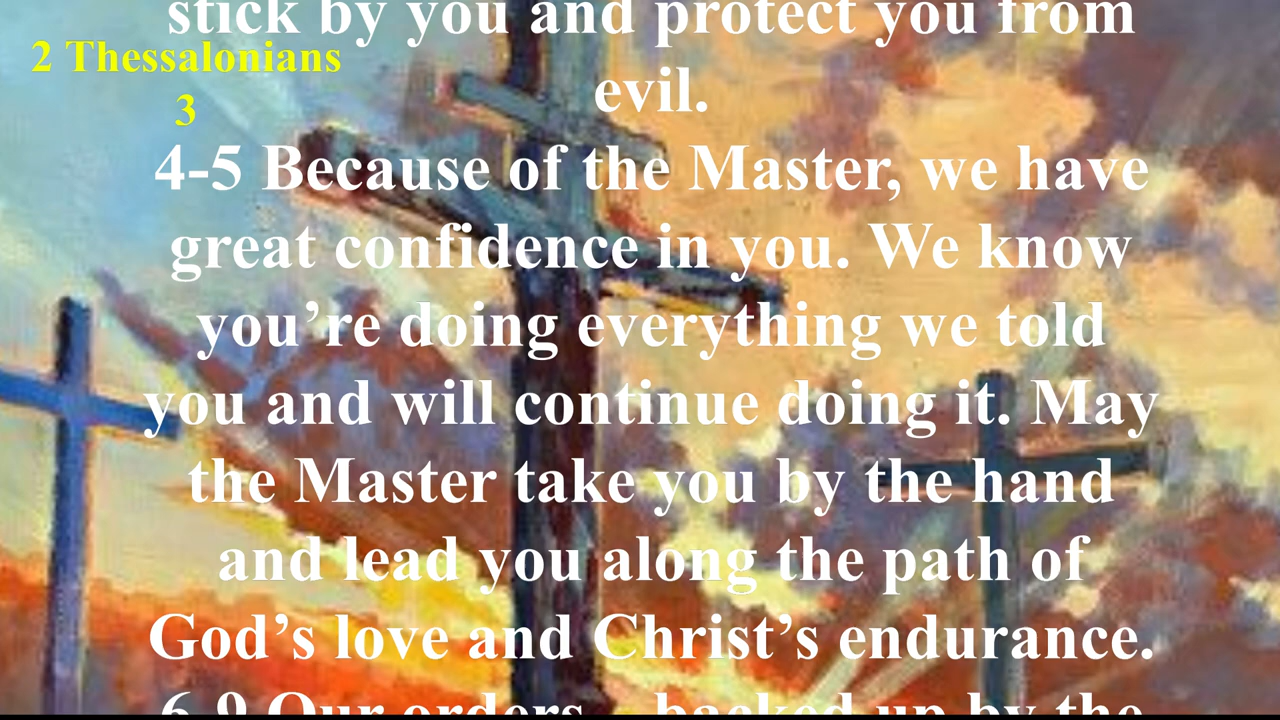 stick by you and protect you from
2 Thessalonians
3
evil.
4-5 Because of the Master, we have
great confidence in you. We know
you’re doing everything we told
you and will continue doing it. May
the Master take you by the hand
and lead you along the path of
God’s love and Christ’s endurance.
6-9 Our orders—backed up by the